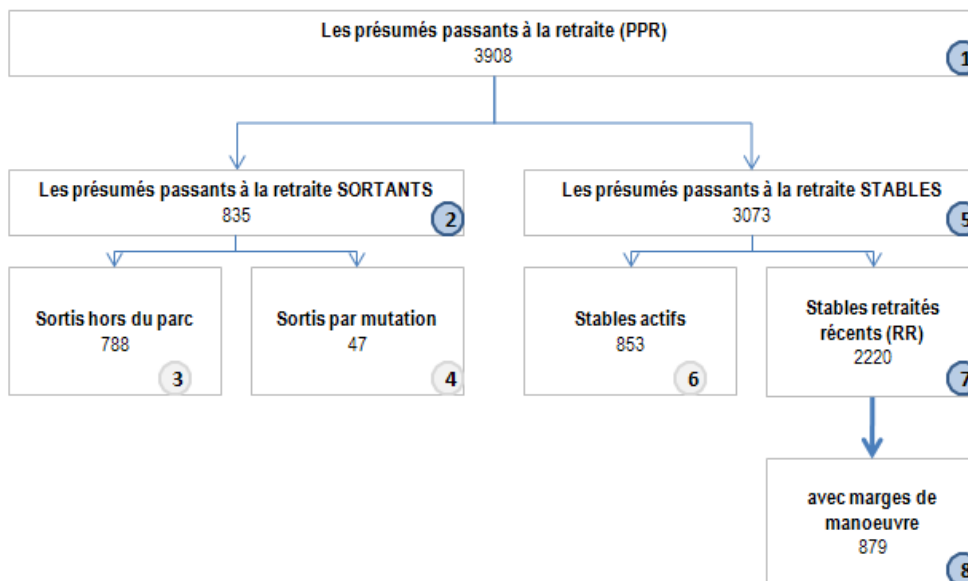 Les présumés passants à la retraite (PPR)
3908
1
Les présumés passants à la retraite SORTANTS
835
2
Les présumés passants à la retraite STABLES
3073
5
Sortis hors du parc
788
3
Sortis par mutation
47
4
Stables actifs
853
6
Stables retraités
récents (RR)
2220
7
avec marges de
manoeuvre
879
8